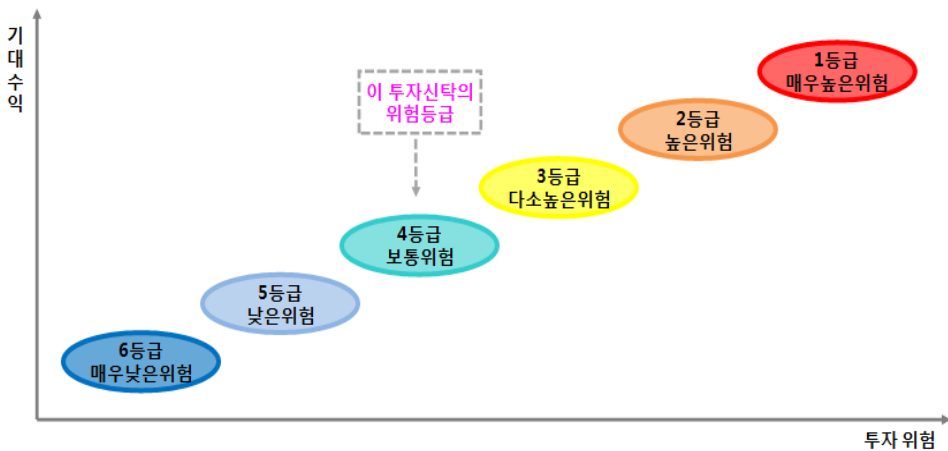 기대수익
1등급
매우높은위험
이 투자신탁의
위험등급
2등급
높은위험
3등급
다소높은위험
4등급
보통위험
5등급
낮은위험
6등급
매우낮은위험
투자 위험